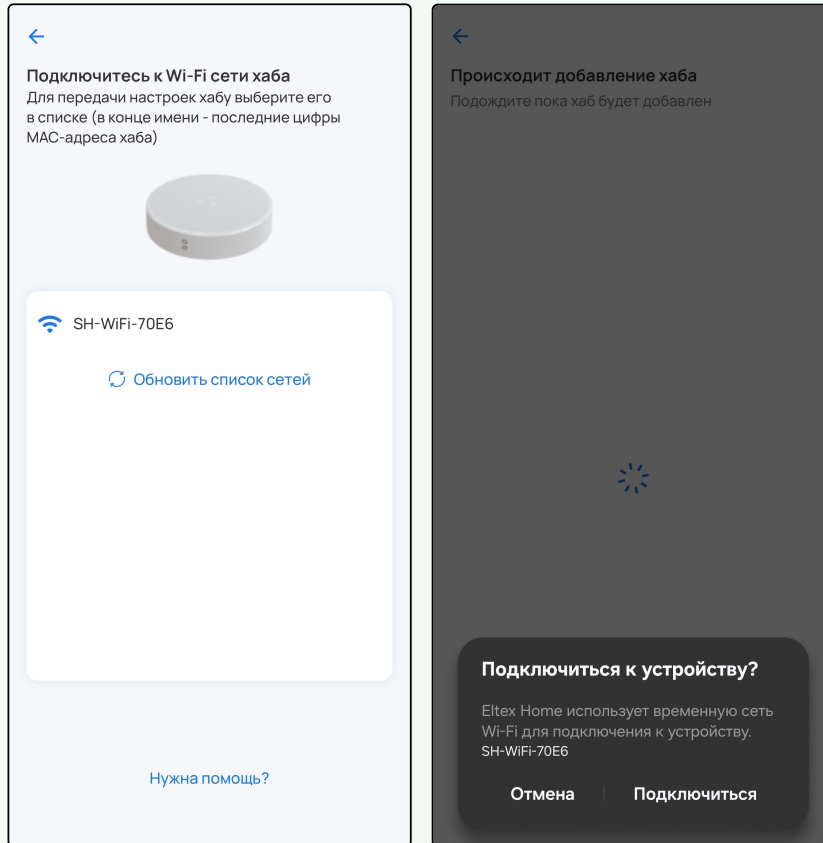 Подключитесь к Wi-Fi сети хаба
Для передачи настроек хабу выберите его
в списке (в конце имени - последние цифры
MAC-адреса хаба)
SH-WiFi-70E6
Обновить список сетей
Нужна помощь?
Происходит добавление хаба
Подождите пока хаб будет добавлен
Подключиться к устройству?
Eltex Home использует временную сеть
Wi-Fi для подключения к устройству.
SH-WiFi-70E6
Отмена
Подключиться